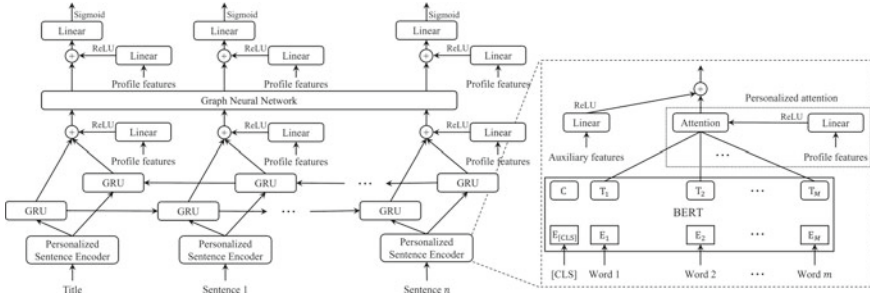 Sigmoid Sigmoid Sigmoid
Linear Linear Linear
ReLU Linear ReLU Linear ReLU Linear
Profile features Profile features Profile features
Graph Neural Network
ReLU Linear ReLU Linear ReLU Linear
Profile features Profile features Profile features
GRU GRU ... GRU
GRU GRU ... GRU
Personalized Sentence Encoder
Personalized Sentence Encoder
Personalized Sentence Encoder
Title Sentence 1 Sentence n
ReLU
Personalized attention
Linear Attention ReLU Linear
Auxiliary features ... Profile features
C T₁ T₂ ... T_M
BERT
E_[CLS] E₁ E₂ ... E_M
[CLS] Word 1 Word 2 ... Word m